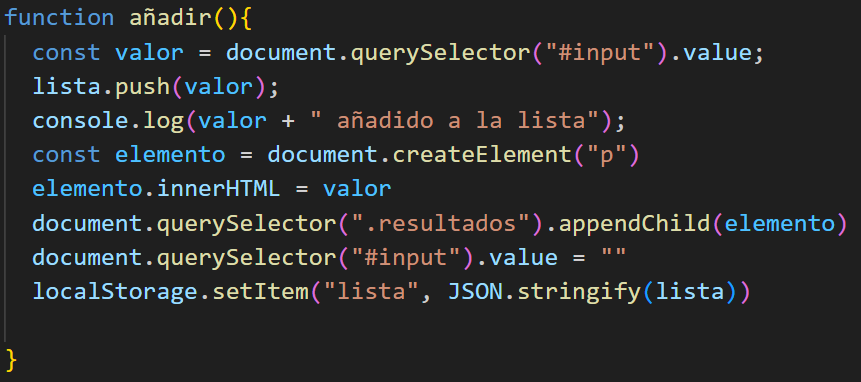 function añadir(){
const valor = document.querySelector("#input").value;
lista.push(valor);
console.log(valor + " añadido a la lista");
const elemento = document.createElement("p")
elemento.innerHTML = valor
document.querySelector(".resultados").appendChild(elemento)
document.querySelector("#input").value = ""
localStorage.setItem("lista", JSON.stringify(lista))
}